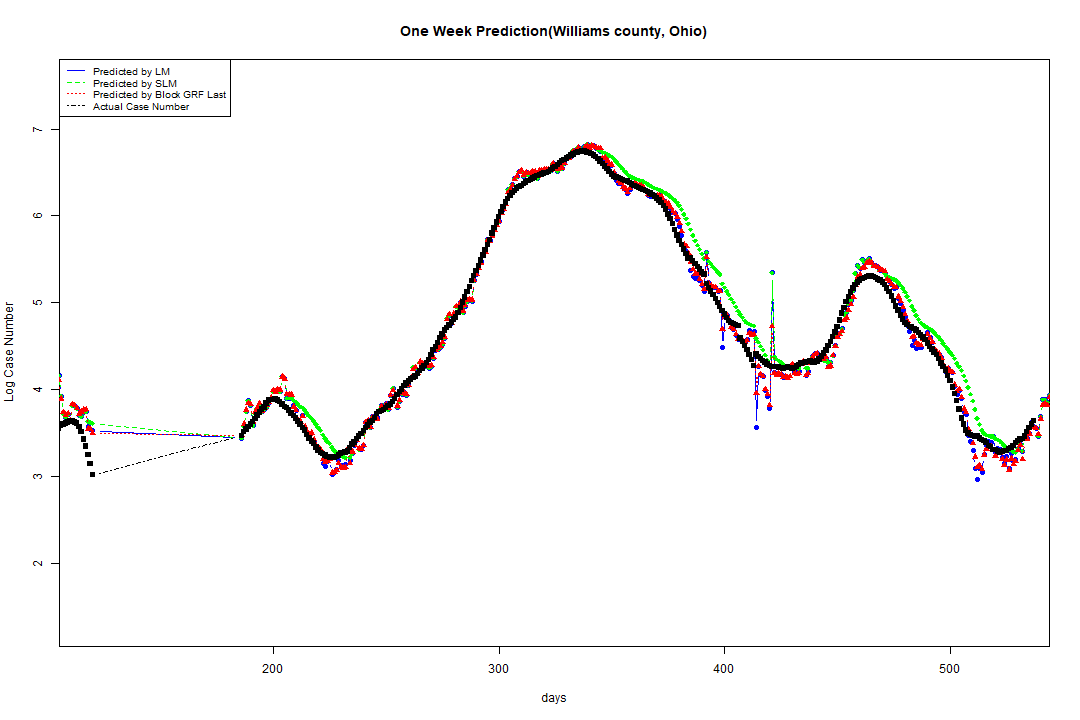 One Week Prediction(Williams county, Ohio)
Predicted by LM
Predicted by SLM
Predicted by Block GRF Last
Actual Case Number
7
6
5
4
3
2
Log Case Number
200 300 400 500
days